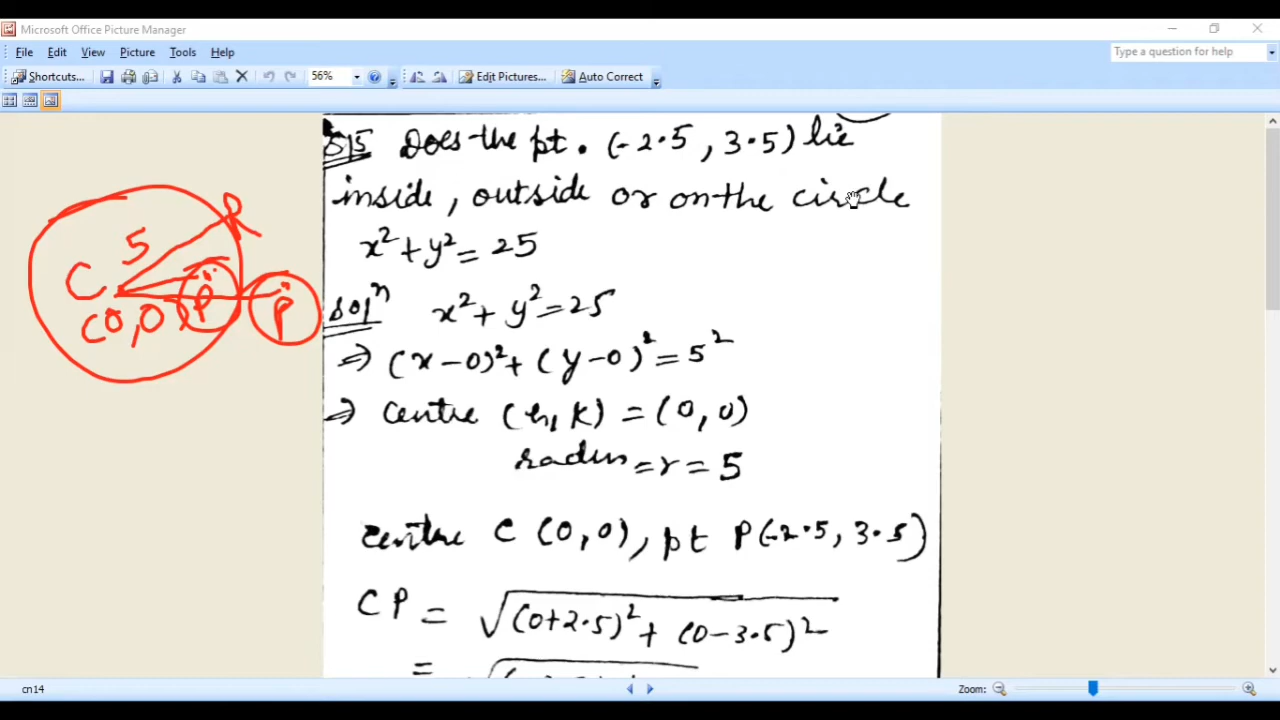 Microsoft Office Picture Manager
File Edit View Picture Tools Help
Type a question for help
Shortcuts... 56% Edit Pictures... Auto Correct
Q15 Does the pt. (-2.5, 3.5) lie
inside, outside or on the circle
x²+y²=25
Solⁿ x²+y²=25
⇒ (x-0)²+(y-0)²=5²
⇒ centre (h, k) = (0, 0)
radius = r = 5
centre C (0, 0), pt P(-2.5, 3.5)
CP = √(0+2.5)²+(0-3.5)²
=
R
5
C
P
P
(0,0)
cn14
Zoom: